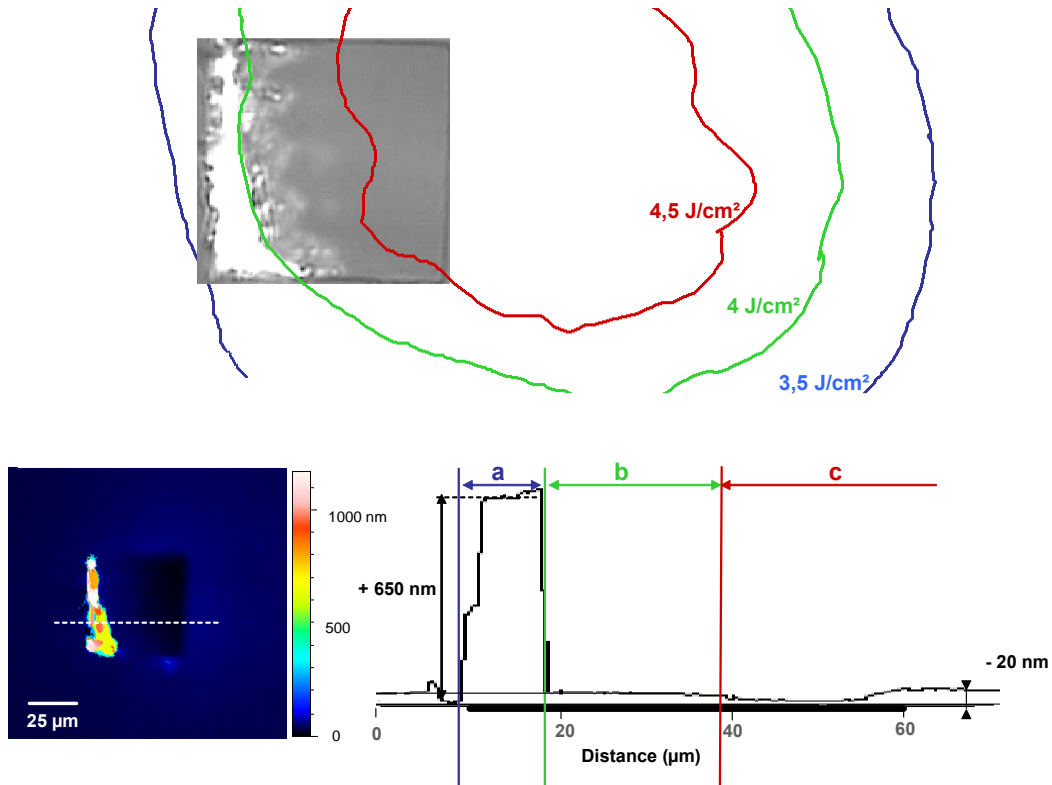 4,5 J/cm²
4 J/cm²
3,5 J/cm²
a
b
c
1000 nm
500
0
25 µm
+ 650 nm
- 20 nm
0
20
40
60
Distance (µm)